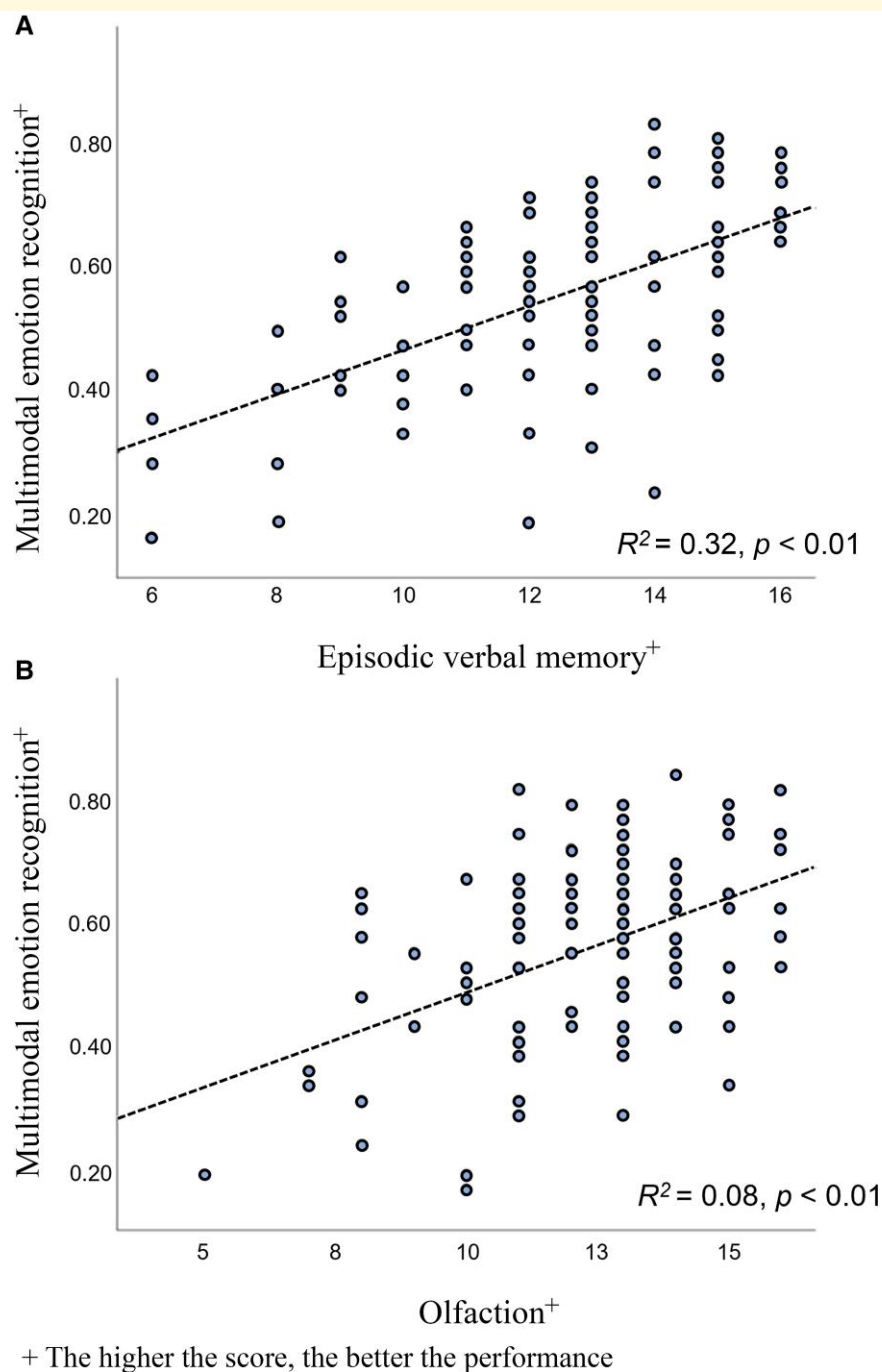 A
Multimodal emotion recognition+
0.80
0.60
0.40
0.20
R2 = 0.32, p < 0.01
6 8 10 12 14 16
Episodic verbal memory+
B
Multimodal emotion recognition+
0.80
0.60
0.40
0.20
R2 = 0.08, p < 0.01
5 8 10 13 15
Olfaction+
+ The higher the score, the better the performance